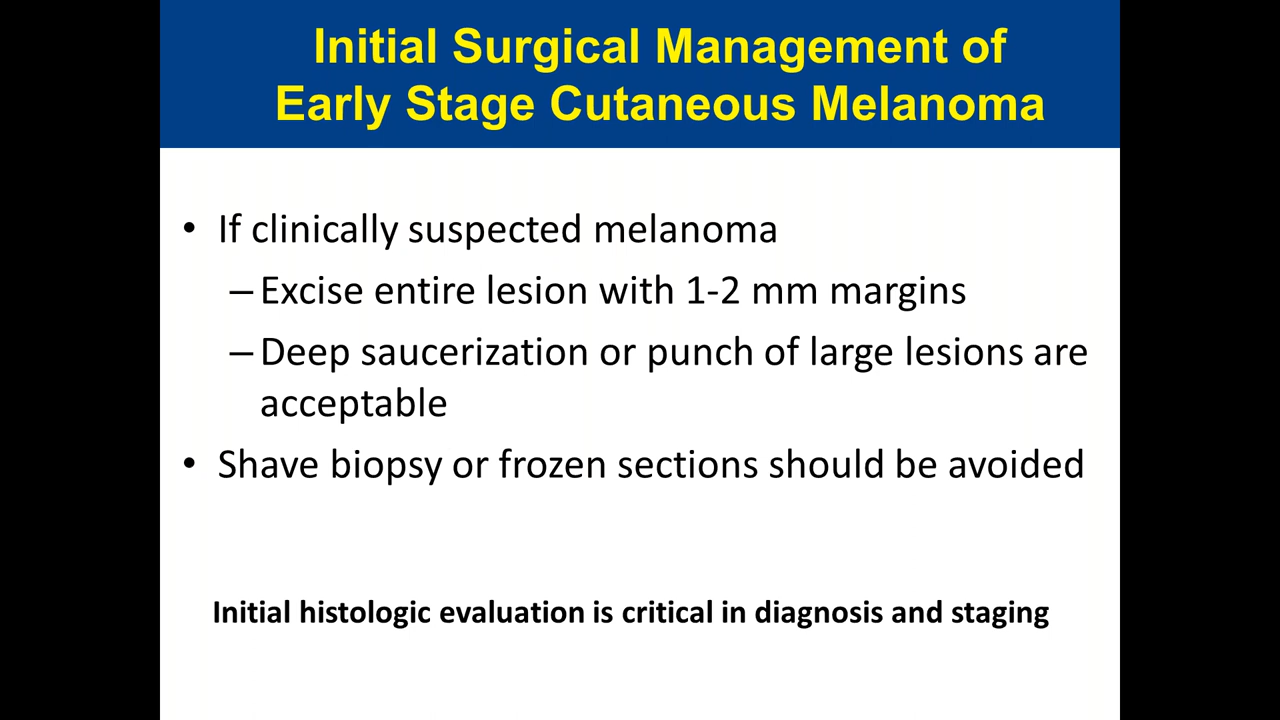 Initial Surgical Management of
Early Stage Cutaneous Melanoma
• If clinically suspected melanoma
–Excise entire lesion with 1-2 mm margins
–Deep saucerization or punch of large lesions are
acceptable
• Shave biopsy or frozen sections should be avoided
Initial histologic evaluation is critical in diagnosis and staging